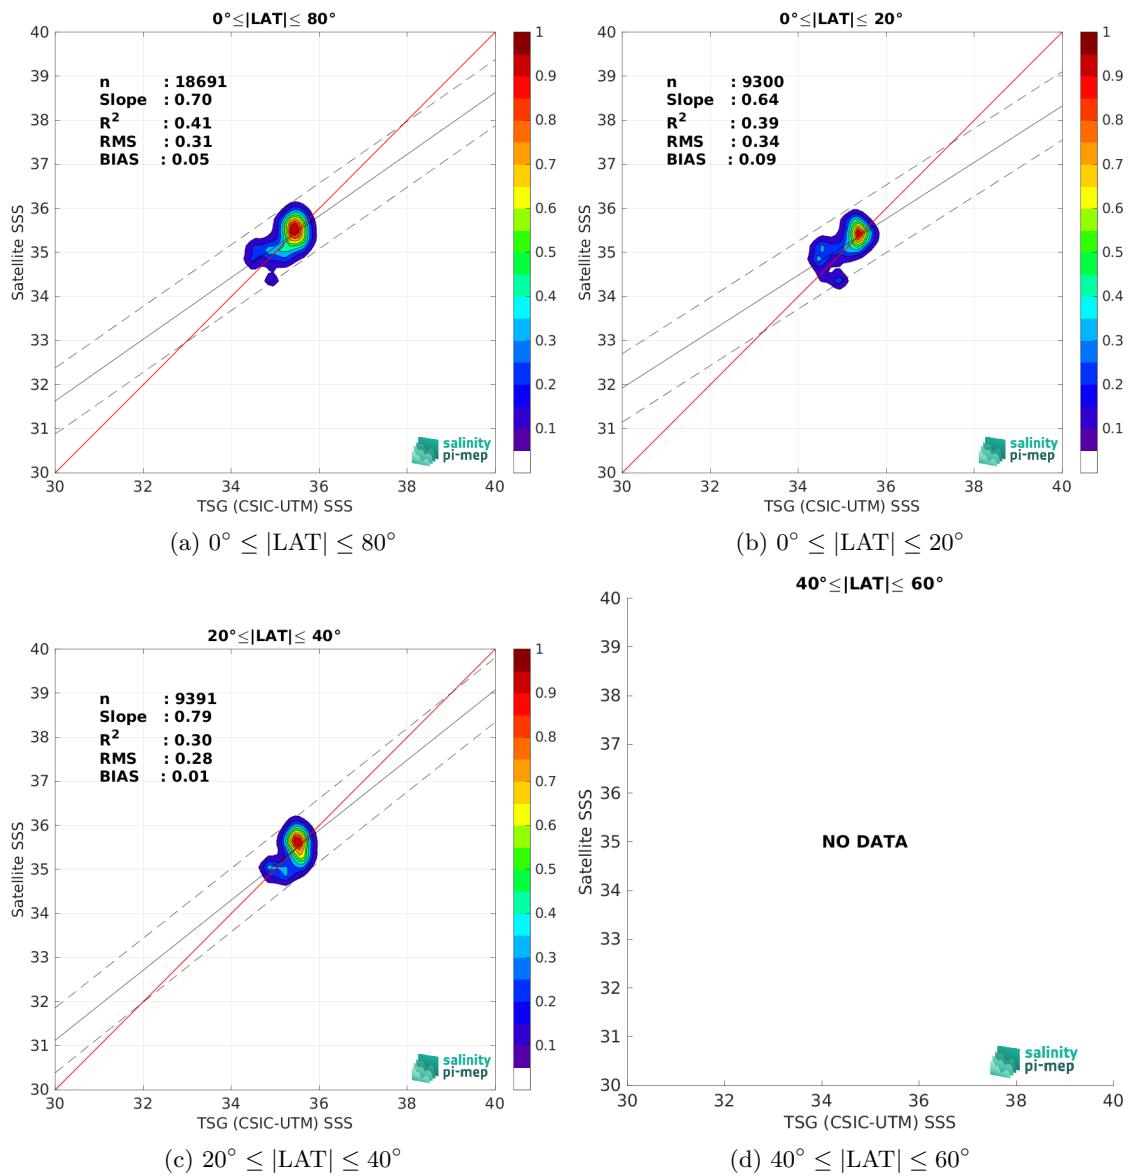 0°≤|LAT|≤ 80°
40
39
38
37
36
35
34
33
32
31
30
30 32 34 36 38 40
Satellite SSS
TSG (CSIC-UTM) SSS
n : 18691
Slope : 0.70
R² : 0.41
RMS : 0.31
BIAS : 0.05
1
0.9
0.8
0.7
0.6
0.5
0.4
0.3
0.2
0.1
salinity
pi-mep
(a) 0° ≤ |LAT| ≤ 80°
0°≤|LAT|≤ 20°
40
39
38
37
36
35
34
33
32
31
30
30 32 34 36 38 40
Satellite SSS
TSG (CSIC-UTM) SSS
n : 9300
Slope : 0.64
R² : 0.39
RMS : 0.34
BIAS : 0.09
1
0.9
0.8
0.7
0.6
0.5
0.4
0.3
0.2
0.1
salinity
pi-mep
(b) 0° ≤ |LAT| ≤ 20°
20°≤|LAT|≤ 40°
40
39
38
37
36
35
34
33
32
31
30
30 32 34 36 38 40
Satellite SSS
TSG (CSIC-UTM) SSS
n : 9391
Slope : 0.79
R² : 0.30
RMS : 0.28
BIAS : 0.01
1
0.9
0.8
0.7
0.6
0.5
0.4
0.3
0.2
0.1
salinity
pi-mep
(c) 20° ≤ |LAT| ≤ 40°
40°≤|LAT|≤ 60°
40
39
38
37
36
35
34
33
32
31
30
30 32 34 36 38 40
Satellite SSS
TSG (CSIC-UTM) SSS
NO DATA
salinity
pi-mep
(d) 40° ≤ |LAT| ≤ 60°